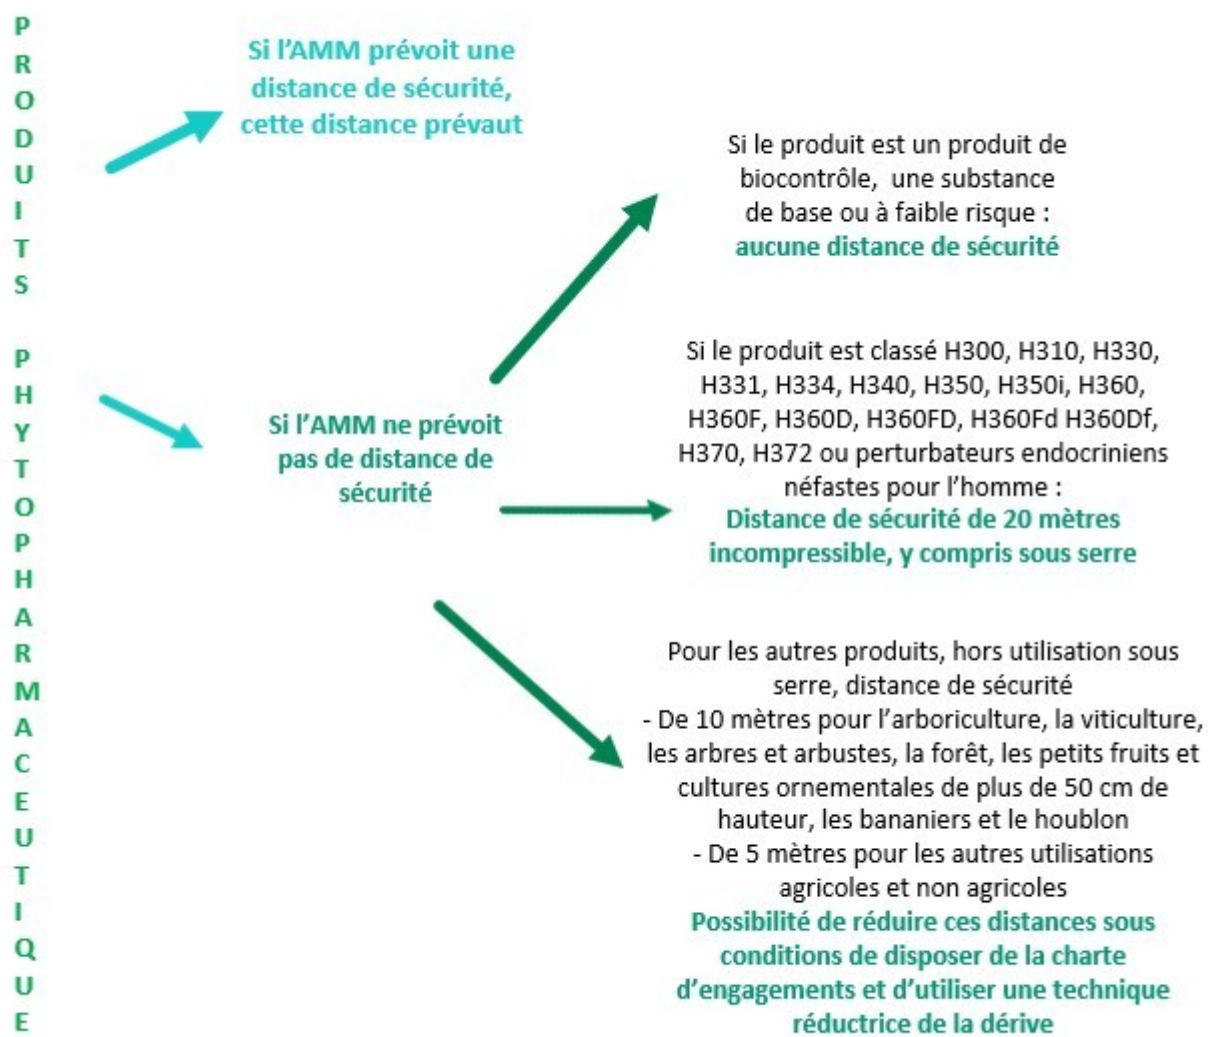 PRODUITS PHYTOPHARMACEUTIQUE
Si l’AMM prévoit une
distance de sécurité,
cette distance prévaut
Si l’AMM ne prévoit
pas de distance de
sécurité
Si le produit est un produit de
biocontrôle, une substance
de base ou à faible risque :
aucune distance de sécurité
Si le produit est classé H300, H310, H330,
H331, H334, H340, H350, H350i, H360,
H360F, H360D, H360FD, H360Fd H360Df,
H370, H372 ou perturbateurs endocriniens
néfastes pour l’homme :
Distance de sécurité de 20 mètres
incompressible, y compris sous serre
Pour les autres produits, hors utilisation sous
serre, distance de sécurité
- De 10 mètres pour l’arboriculture, la viticulture,
les arbres et arbustes, la forêt, les petits fruits et
cultures ornementales de plus de 50 cm de
hauteur, les bananiers et le houblon
- De 5 mètres pour les autres utilisations
agricoles et non agricoles
Possibilité de réduire ces distances sous
conditions de disposer de la charte
d’engagements et d’utiliser une technique
réductrice de la dérive